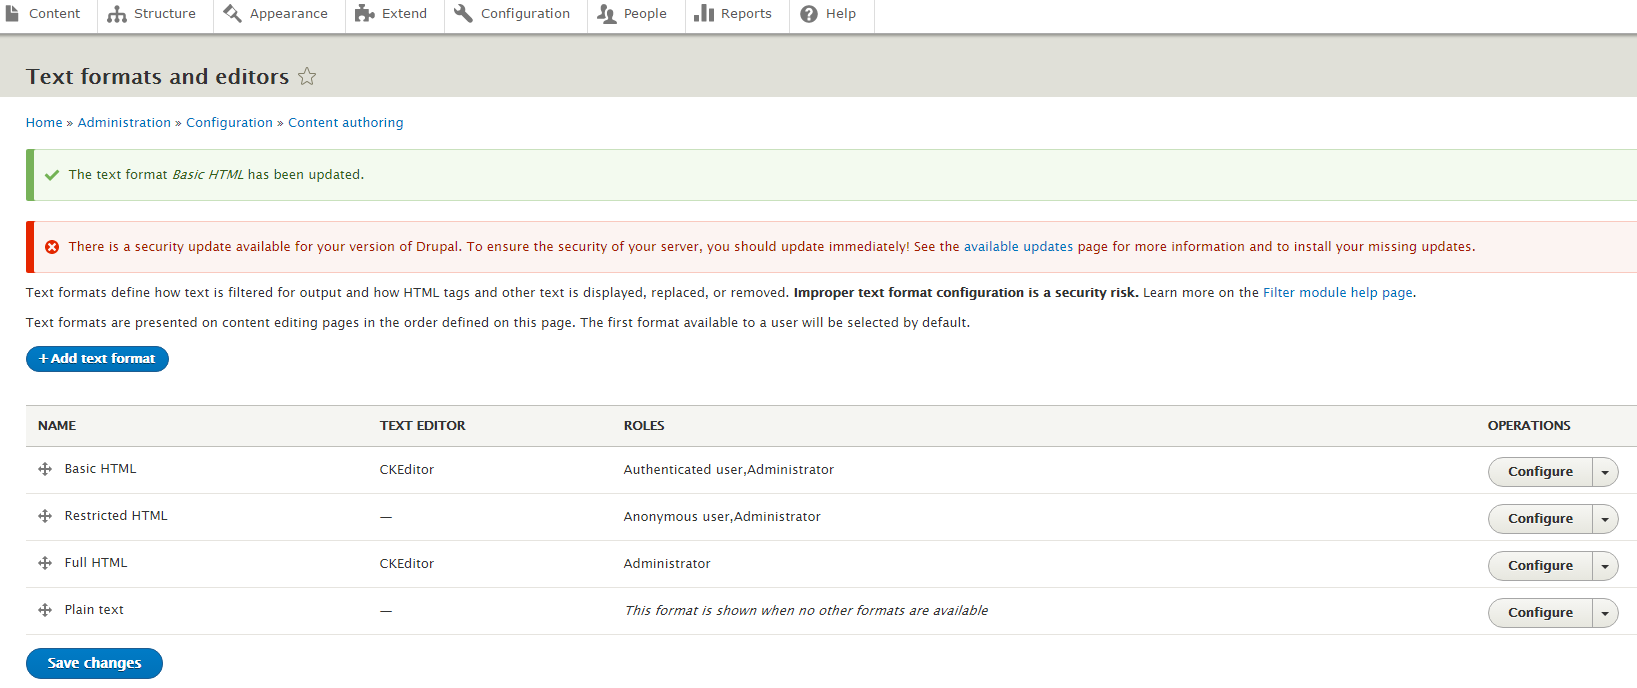 Content Structure Appearance Extend Configuration People Reports Help
Text formats and editors
Home » Administration » Configuration » Content authoring
The text format Basic HTML has been updated.
There is a security update available for your version of Drupal. To ensure the security of your server, you should update immediately! See the available updates page for more information and to install your missing updates.
Text formats define how text is filtered for output and how HTML tags and other text is displayed, replaced, or removed. Improper text format configuration is a security risk. Learn more on the Filter module help page.
Text formats are presented on content editing pages in the order defined on this page. The first format available to a user will be selected by default.
+ Add text format
NAME TEXT EDITOR ROLES OPERATIONS
Basic HTML CKEditor Authenticated user,Administrator Configure
Restricted HTML — Anonymous user,Administrator Configure
Full HTML CKEditor Administrator Configure
Plain text — This format is shown when no other formats are available Configure
Save changes